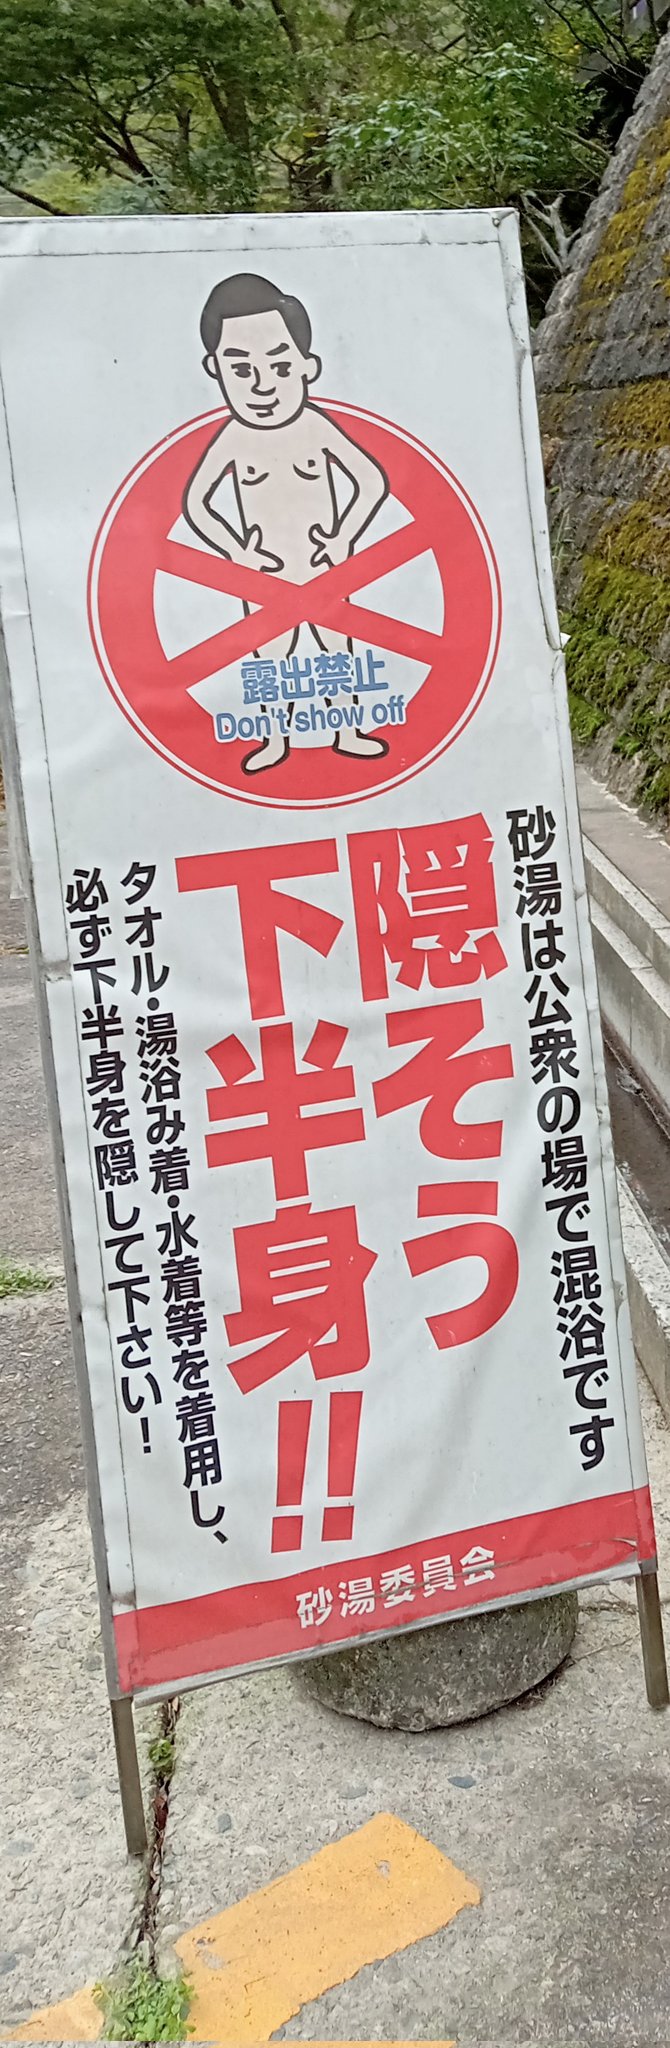 露出禁止
Don't show off
砂湯は公衆の場で混浴です
隠そう
下半身!!
タオル・湯浴み着・水着等を着用し、
必ず下半身を隠して下さい！
砂湯委員会